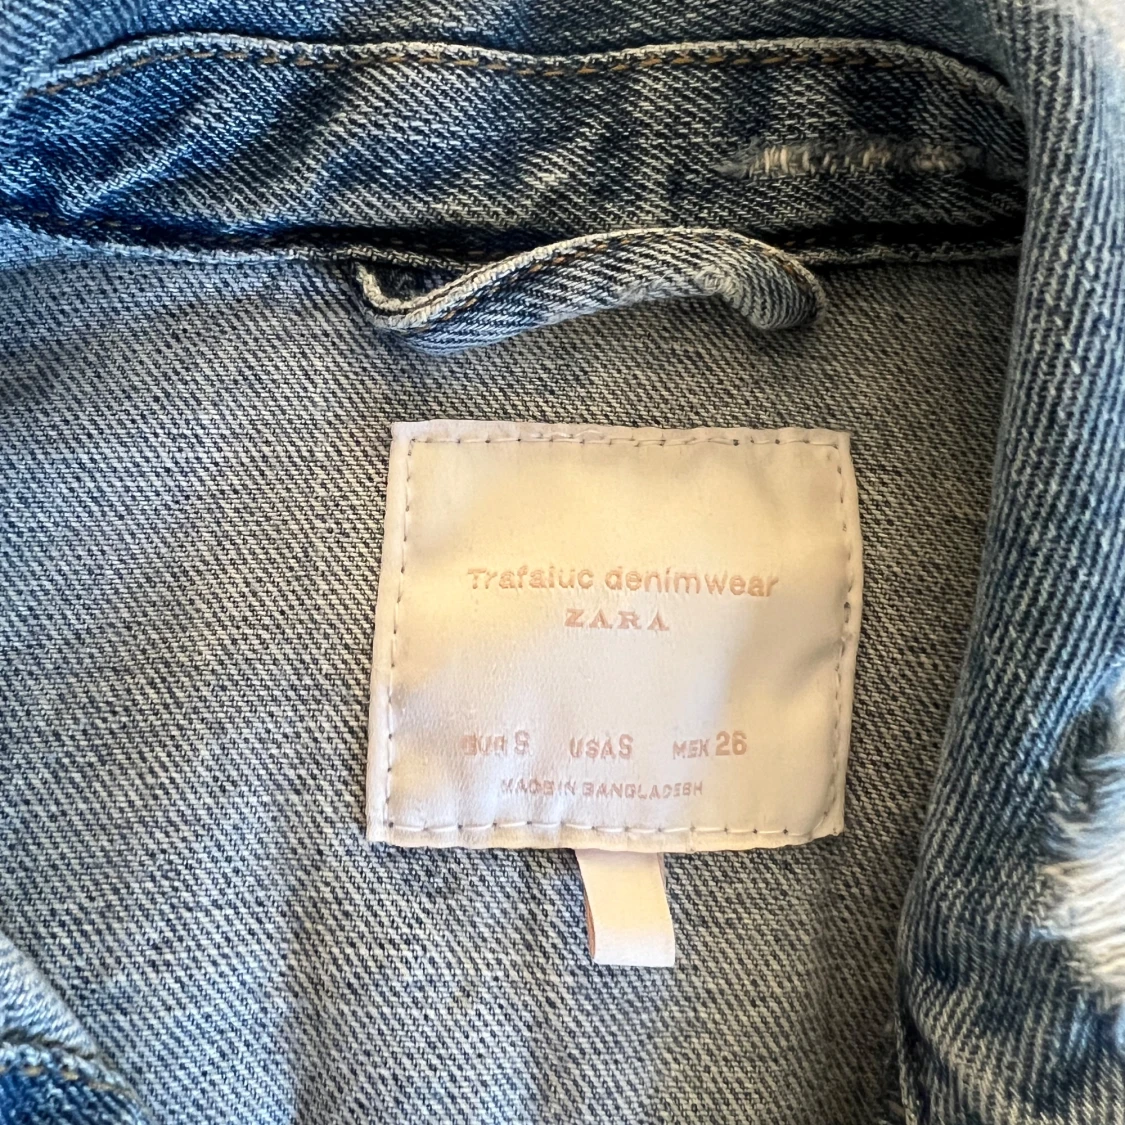 Trafaluc denimwear
ZARA
EUR S USA S MEX 26
MADE IN BANGLADESH